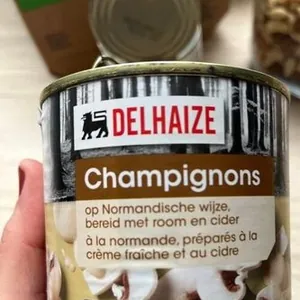 DELHAIZE
Champignons
op Normandische wijze,
bereid met room en cider
à la normande, préparés à la
crème fraîche et au cidre